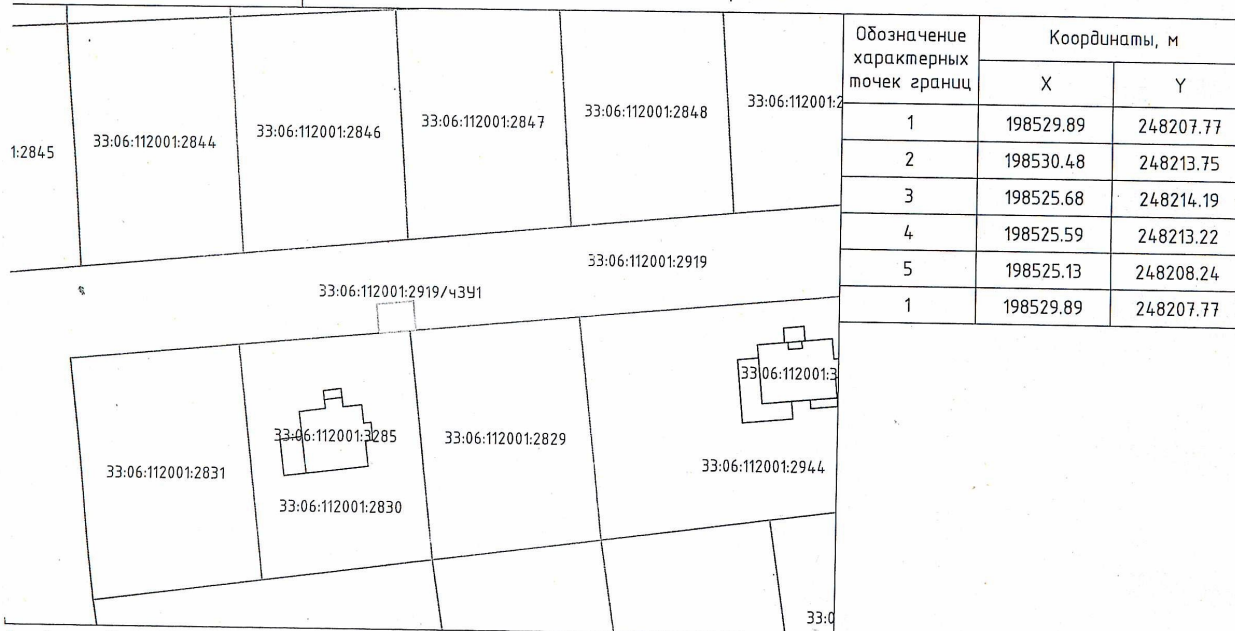 1:2845
33:06:112001:2844
33:06:112001:2846
33:06:112001:2847
33:06:112001:2848
33:06:112001:2
33:06:112001:2919
33:06:112001:2919/чЗУ1
33:06:112001:3
33:06:112001:3285
33:06:112001:2829
33:06:112001:2831
33:06:112001:2944
33:06:112001:2830
33:0
Обозначение характерных точек границ
Координаты, м
X Y
1 198529.89 248207.77
2 198530.48 248213.75
3 198525.68 248214.19
4 198525.59 248213.22
5 198525.13 248208.24
1 198529.89 248207.77